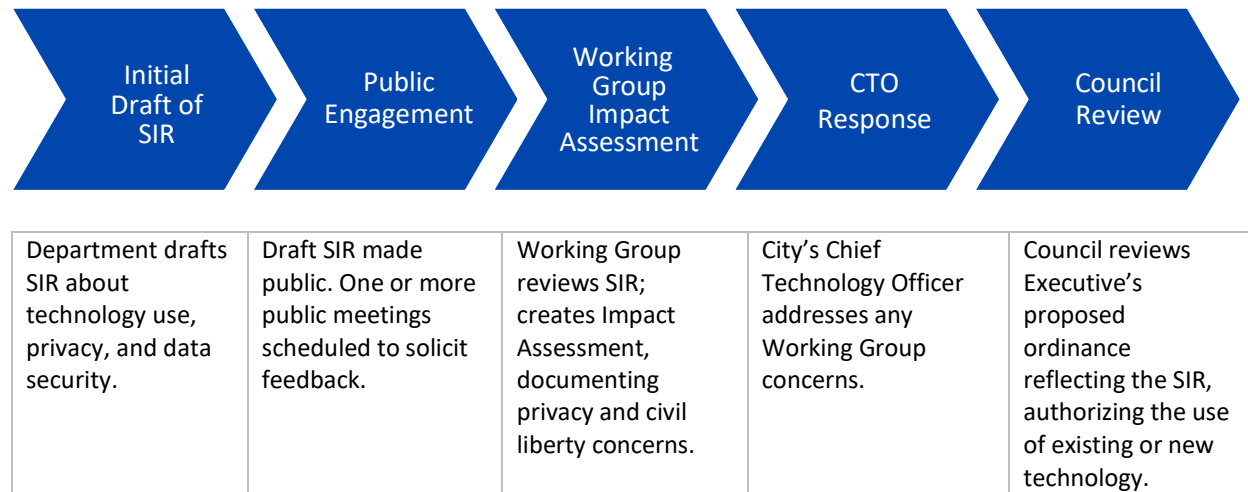 Initial
Draft of
SIR
Public
Engagement
Working
Group
Impact
Assessment
CTO
Response
Council
Review
Department drafts
SIR about
technology use,
privacy, and data
security.
Draft SIR made
public. One or more
public meetings
scheduled to solicit
feedback.
Working Group
reviews SIR;
creates Impact
Assessment,
documenting
privacy and civil
liberty concerns.
City’s Chief
Technology Officer
addresses any
Working Group
concerns.
Council reviews
Executive’s
proposed
ordinance
reflecting the SIR,
authorizing the use
of existing or new
technology.